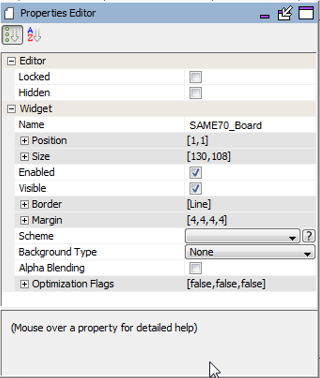 Properties Editor
Editor
Locked
Hidden
Widget
Name SAME70_Board
Position [1,1]
Size [130,108]
Enabled
Visible
Border [Line]
Margin [4,4,4,4]
Scheme ?
Background Type None
Alpha Blending
Optimization Flags [false,false,false]
(Mouse over a property for detailed help)